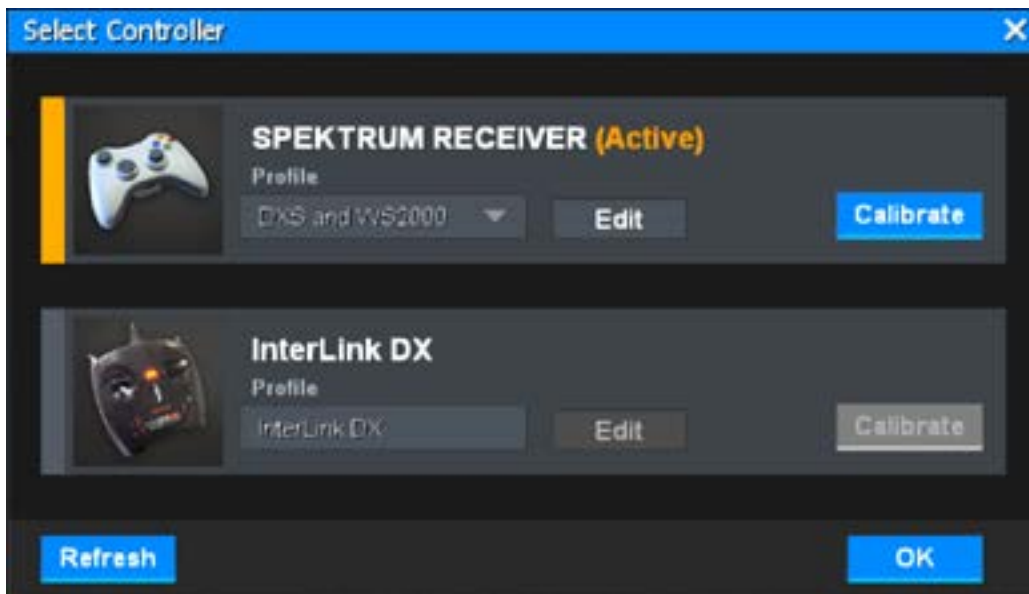 Select Controller
SPEKTRUM RECEIVER (Active)
Profile
DXS and WS2000
Edit
Calibrate
InterLink DX
Profile
InterLink DX
Edit
Calibrate
Refresh
OK